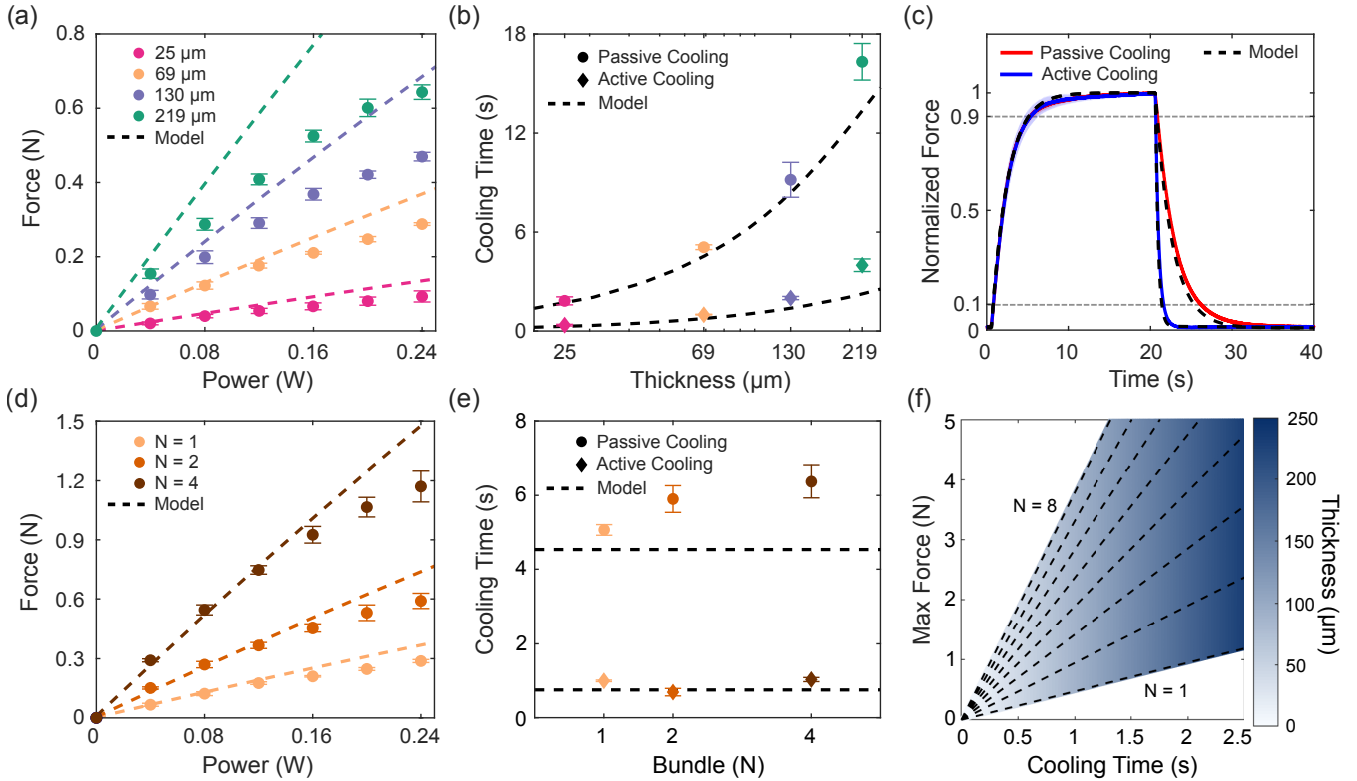 (a)
0.8
0.6
0.4
0.2
0
Force (N)
25 µm
69 µm
130 µm
219 µm
Model
0
0.08
0.16
0.24
Power (W)
(b)
18
12
6
0
Cooling Time (s)
Passive Cooling
Active Cooling
Model
25
69
130
219
Thickness (µm)
(c)
Passive Cooling
Active Cooling
Model
1
0.9
0.5
0.1
0
Normalized Force
0
10
20
30
40
Time (s)
(d)
1.5
1.2
0.9
0.6
0.3
0
Force (N)
N = 1
N = 2
N = 4
Model
0
0.08
0.16
0.24
Power (W)
(e)
8
6
4
2
0
Cooling Time (s)
Passive Cooling
Active Cooling
Model
1
2
4
Bundle (N)
(f)
5
4
3
2
1
0
Max Force (N)
N = 8
N = 1
0
0.5
1
1.5
2
2.5
Cooling Time (s)
250
200
150
100
50
0
Thickness (µm)